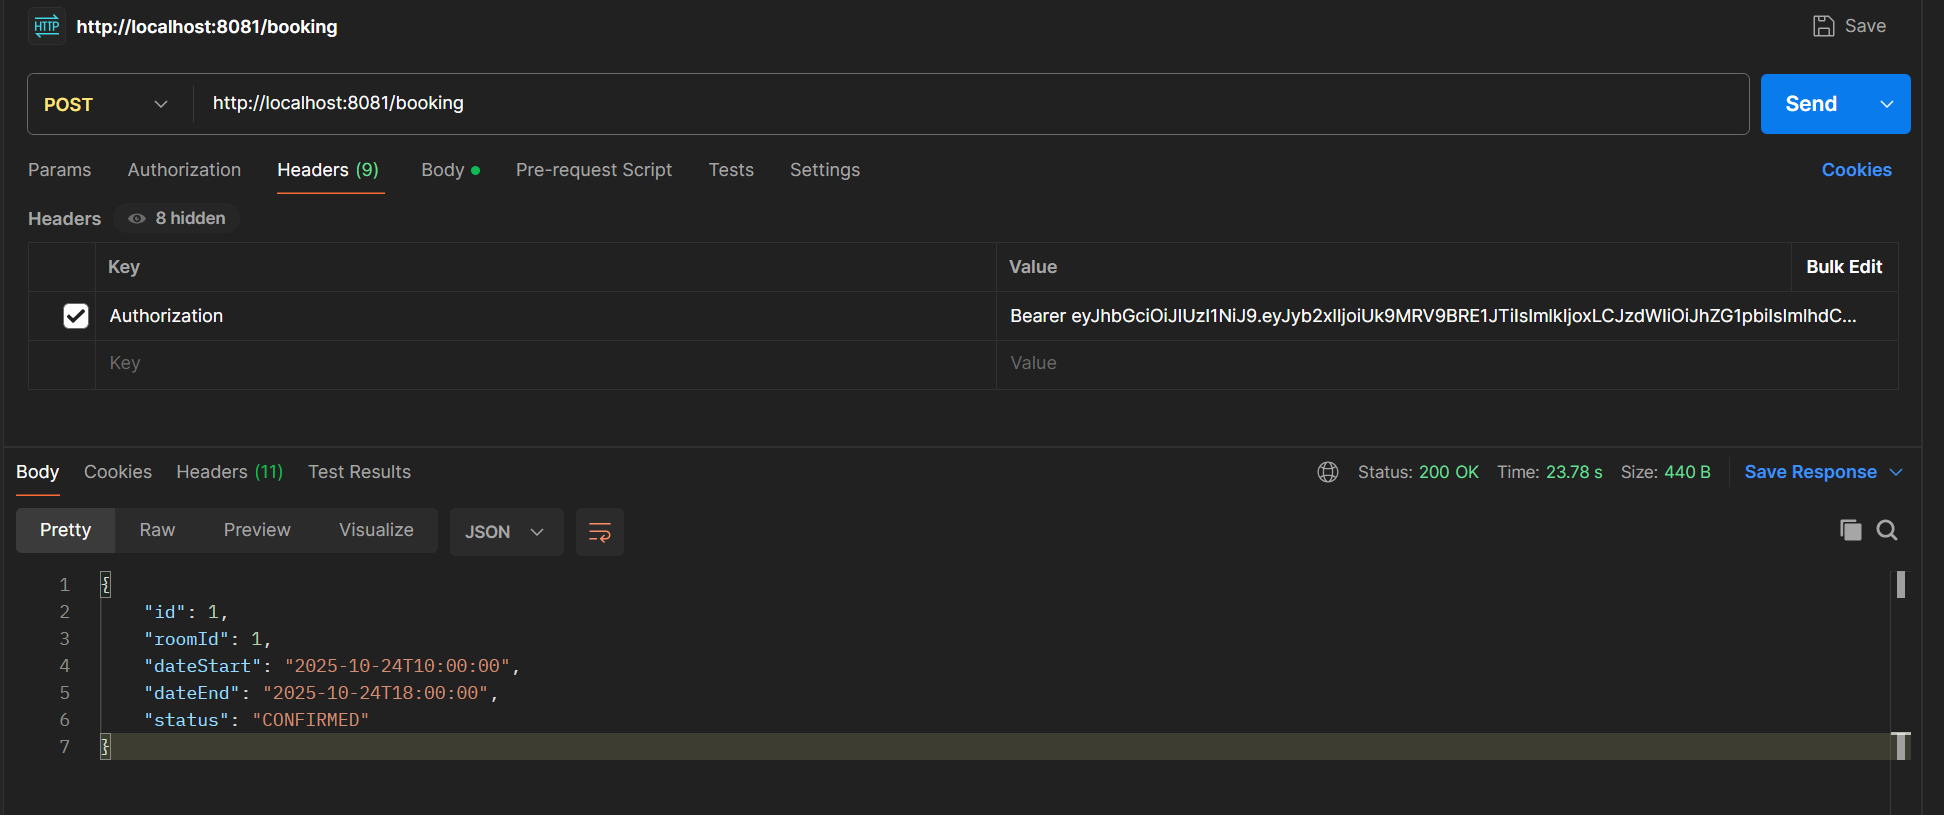 HTTP http://localhost:8081/booking Save
POST http://localhost:8081/booking Send
Params Authorization Headers (9) Body Pre-request Script Tests Settings Cookies
Headers 8 hidden
Key Value Bulk Edit
Authorization Bearer eyJhbGciOiJIUzI1NiJ9.eyJyb2xlIjoiUk9MRV9BRE1JTiIsImlkIjoxLCJzdWIiOiJhZG1pbiIsImlhdC...
Key Value
Body Cookies Headers (11) Test Results Status: 200 OK Time: 23.78 s Size: 440 B Save Response
Pretty Raw Preview Visualize JSON
1 {
2 "id": 1,
3 "roomId": 1,
4 "dateStart": "2025-10-24T10:00:00",
5 "dateEnd": "2025-10-24T18:00:00",
6 "status": "CONFIRMED"
7 }